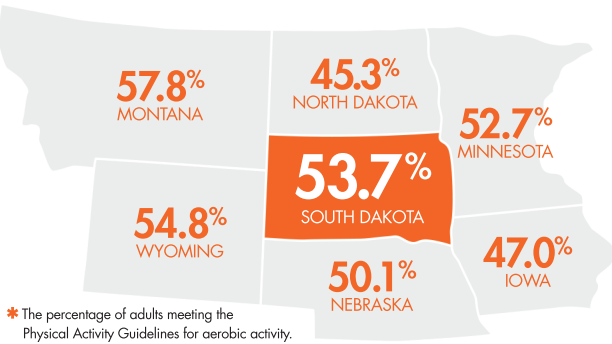 57.8%
MONTANA
45.3%
NORTH DAKOTA
52.7%
MINNESOTA
53.7%
SOUTH DAKOTA
54.8%
WYOMING
50.1%
NEBRASKA
47.0%
IOWA
* The percentage of adults meeting the
Physical Activity Guidelines for aerobic activity.